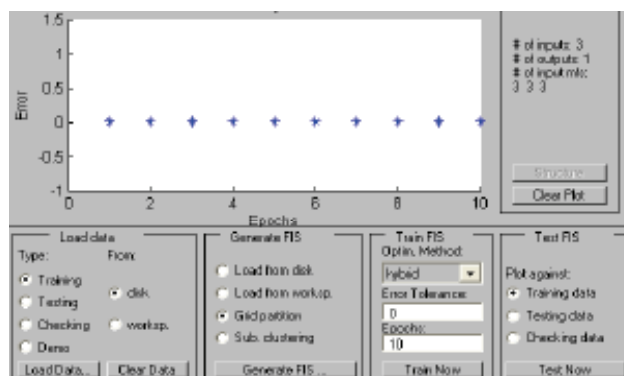 1.5
1
0.5
0
-0.5
-1
Error
0 2 4 6 8 10
Epochs
# of inputs: 3
# of outputs: 1
# of input mfs:
3 3 3
Structure
Clear Plot
Load data
Type: From:
Training
Testing
Checking
Demo
disk
worksp.
Load Data... Clear Data
Generate FIS
Load from disk
Load from worksp.
Grid partition
Sub. clustering
Generate FIS ...
Train FIS
Optim. Method:
hybrid
Error Tolerance:
0
Epochs:
10
Train Now
Test FIS
Plot against:
Training data
Testing data
Checking data
Test Now